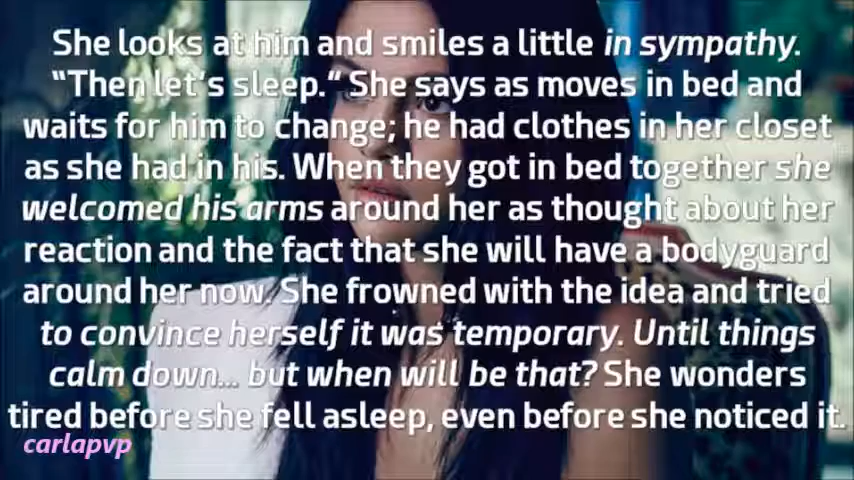 She looks at him and smiles a little in sympathy.
“Then let's sleep.“ She says as moves in bed and
waits for him to change; he had clothes in her closet
as she had in his. When they got in bed together she
welcomed his arms around her as thought about her
reaction and the fact that she will have a bodyguard
around her now. She frowned with the idea and tried
to convince herself it was temporary. Until things
calm down... but when will be that? She wonders
tired before she fell asleep, even before she noticed it.
carlapvp